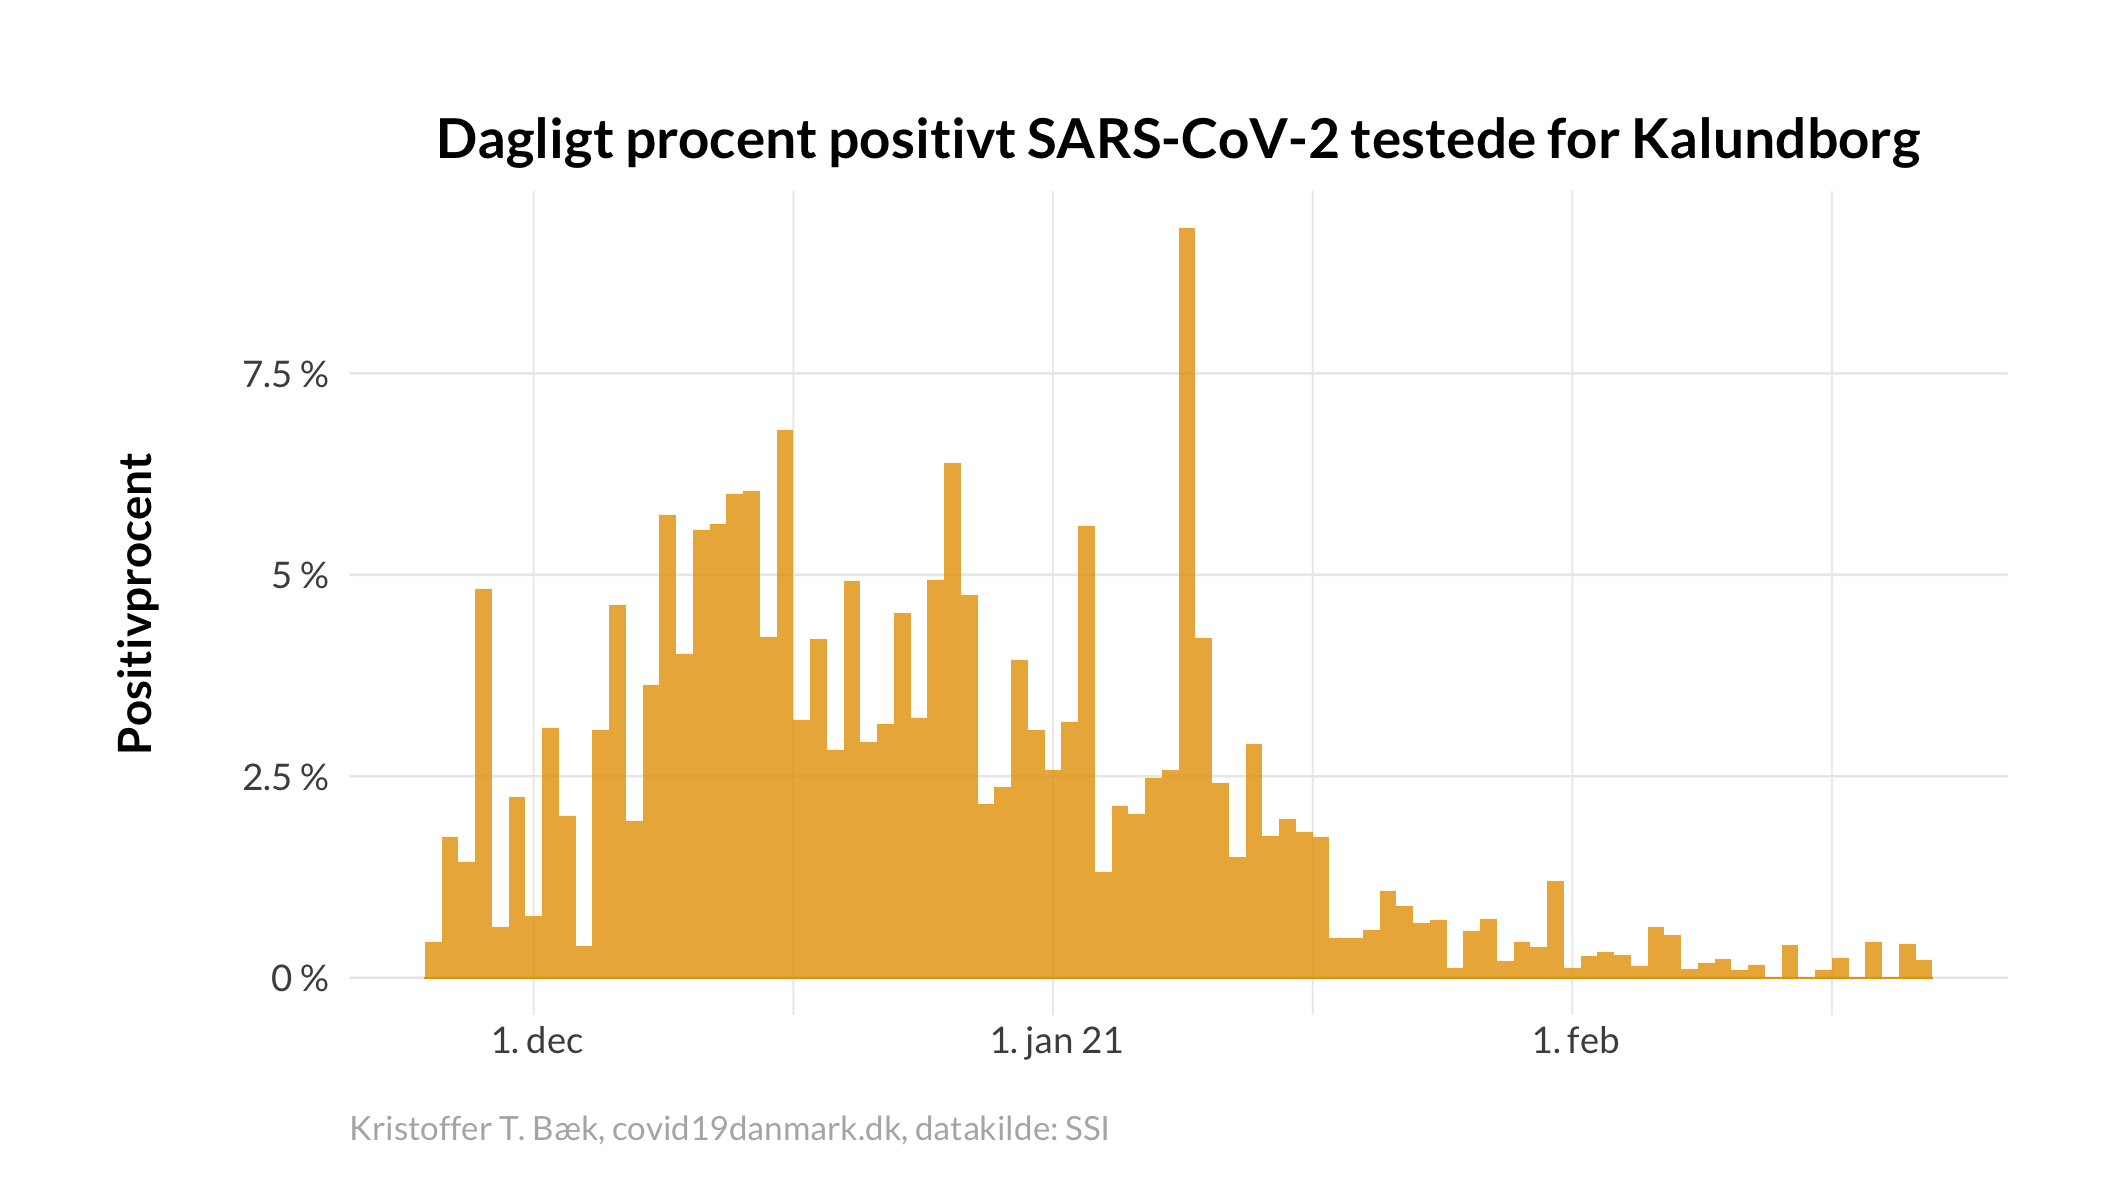 Dagligt procent positivt SARS-CoV-2 testede for Kalundborg
Positivprocent
7.5 %
5 %
2.5 %
0 %
1. dec
1. jan 21
1. feb
Kristoffer T. Bæk, covid19danmark.dk, datakilde: SSI